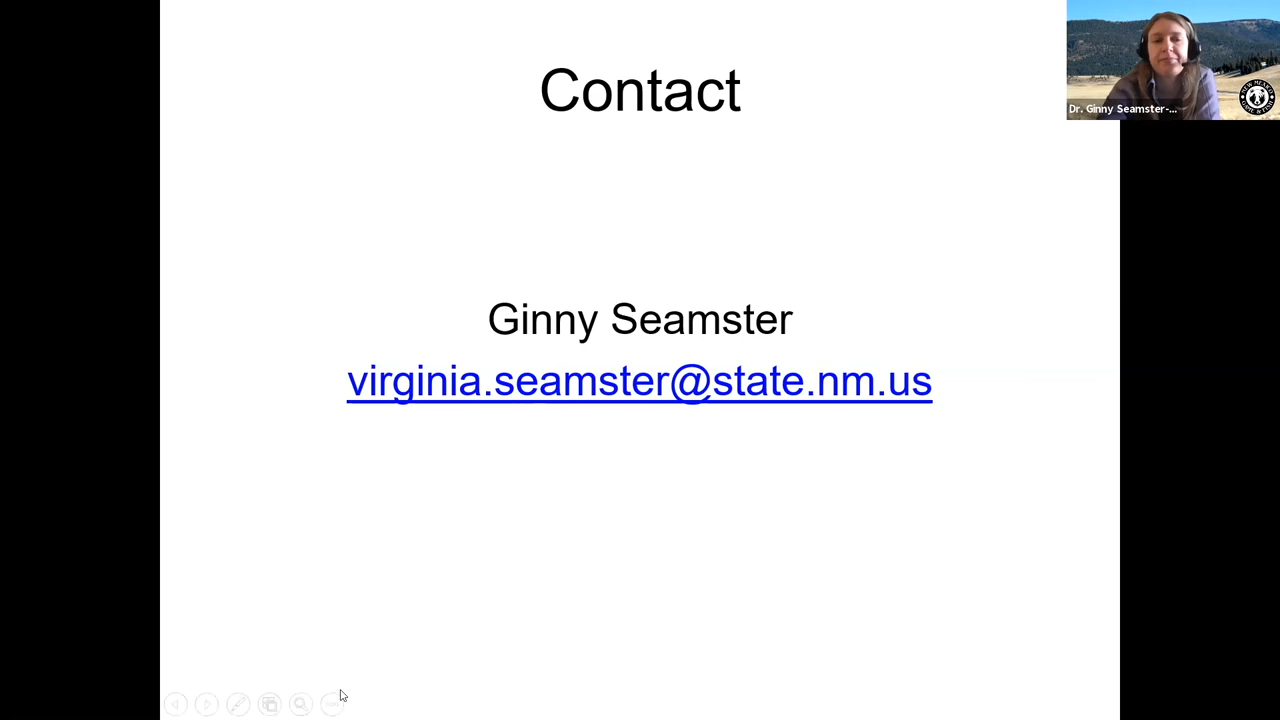 Contact
Dr. Ginny Seamster-...
Ginny Seamster
virginia.seamster@state.nm.us